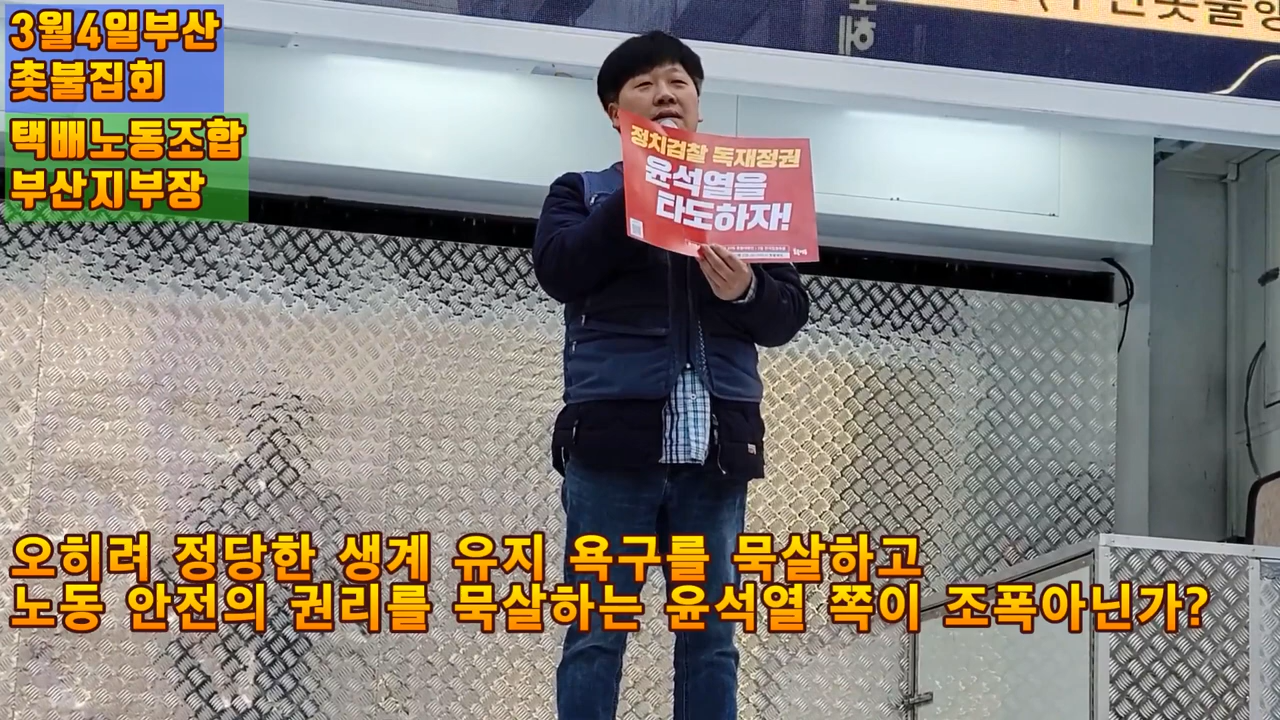 3월4일부산
촛불집회
택배노동조합
부산지부장
정치검찰 독재정권
윤석열을
타도하자!
오히려 정당한 생계 유지 욕구를 묵살하고
노동 안전의 권리를 묵살하는 윤석열 쪽이 조폭아닌가?